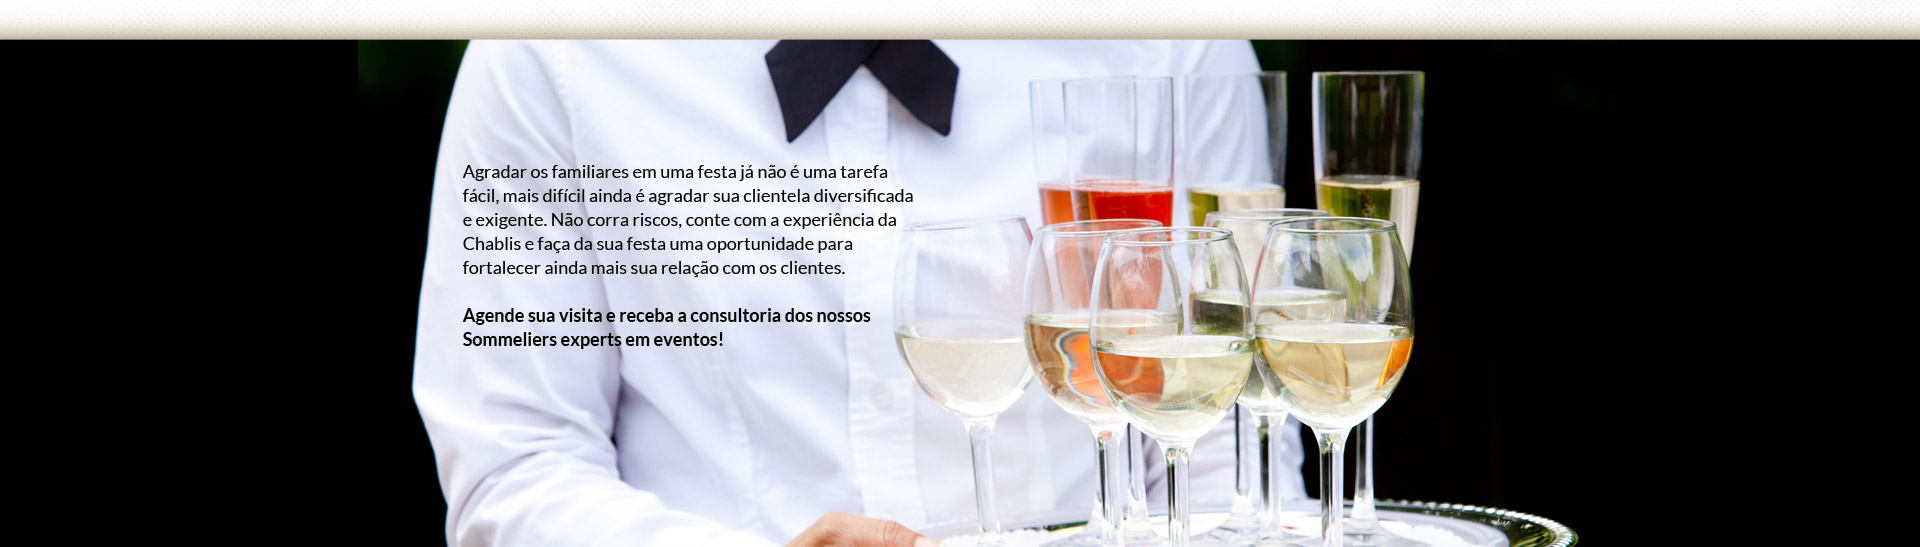 Agradar os familiares em uma festa já não é uma tarefa
fácil, mais difícil ainda é agradar sua clientela diversificada
e exigente. Não corra riscos, conte com a experiência da
Chablis e faça da sua festa uma oportunidade para
fortalecer ainda mais sua relação com os clientes.
Agende sua visita e receba a consultoria dos nossos
Sommeliers experts em eventos!